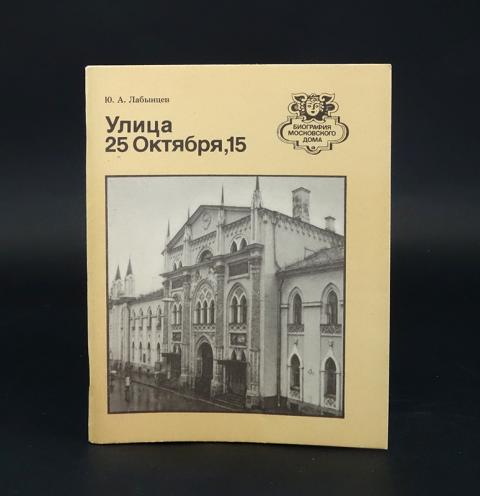 Ю. А. Лабынцев
Улица
25 Октября,15
БИОГРАФИЯ
МОСКОВСКОГО
ДОМА